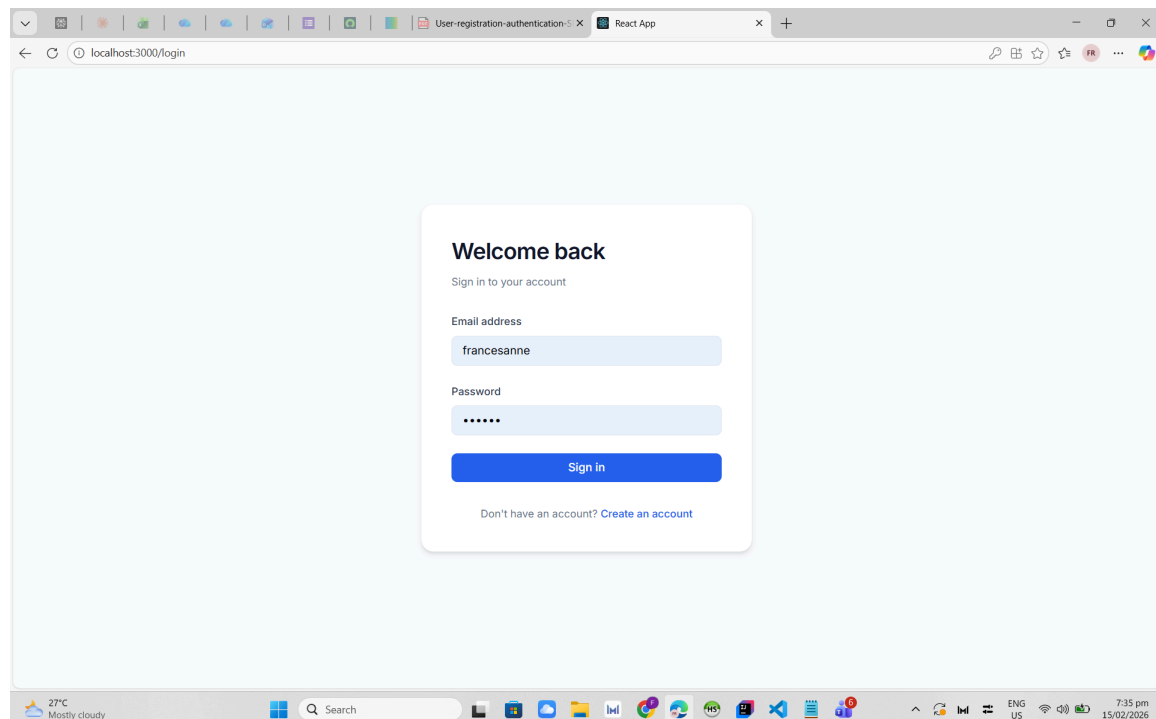 User-registration-authentication-S
React App
localhost:3000/login
FR
Welcome back
Sign in to your account
Email address
francesanne
Password
••••••
Sign in
Don't have an account? Create an account
27°C
Mostly cloudy
Search
HS
6
ENG
US
7:35 pm
15/02/2026